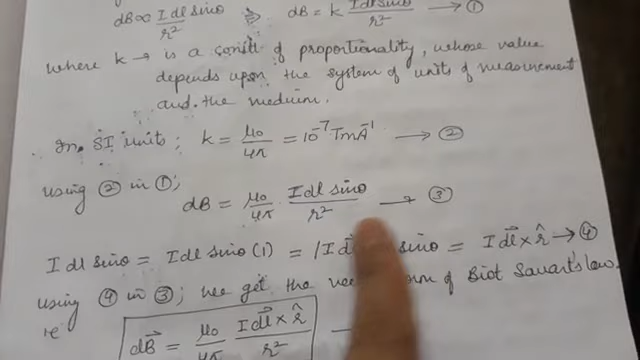 dB ∝ I dl sinθ / r² ⇒ dB = k I dl sinθ / r² → ①
where k → is a const. of proportionality, whose value
depends upon the system of units of measurement
and the medium.
In SI units; k = μ₀/4π = 10⁻⁷ TmA⁻¹ → ②
using ② in ①;
dB = μ₀/4π I dl sinθ / r² → ③
I dl sinθ = I dl sinθ (1) = |I d sinθ = I dl⃗ × r̂ → ④
using ④ in ③; we get the of Biot Savart's law.
ie
dB⃗ = μ₀/4π I dl⃗ × r̂ / r²